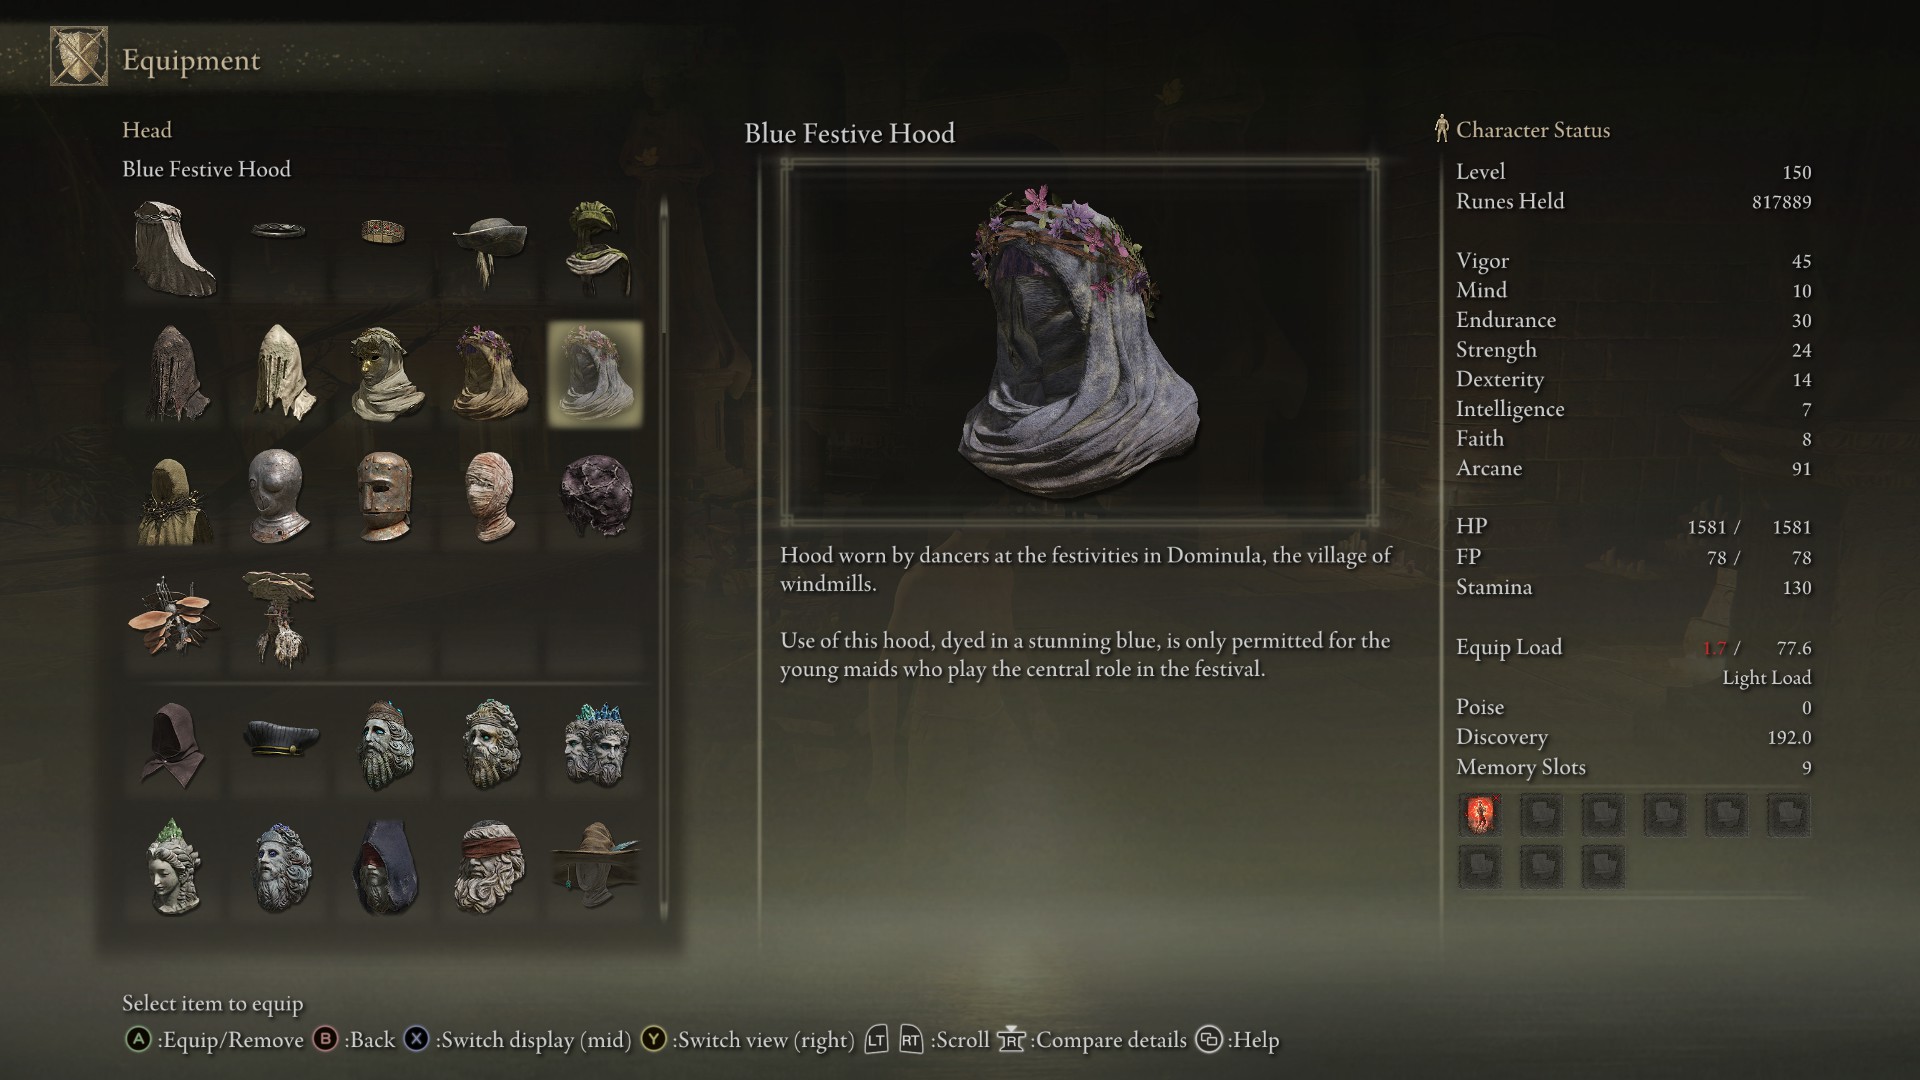 Equipment
Head
Blue Festive Hood
Blue Festive Hood
Hood worn by dancers at the festivities in Dominula, the village of
windmills.
Use of this hood, dyed in a stunning blue, is only permitted for the
young maids who play the central role in the festival.
Character Status
Level 150
Runes Held 817889
Vigor 45
Mind 10
Endurance 30
Strength 24
Dexterity 14
Intelligence 7
Faith 8
Arcane 91
HP 1581 / 1581
FP 78 / 78
Stamina 130
Equip Load 1.7 / 77.6
Light Load
Poise 0
Discovery 192.0
Memory Slots 9
Select item to equip
A :Equip/Remove B :Back X :Switch display (mid) Y :Switch view (right) LT RT :Scroll R :Compare details :Help